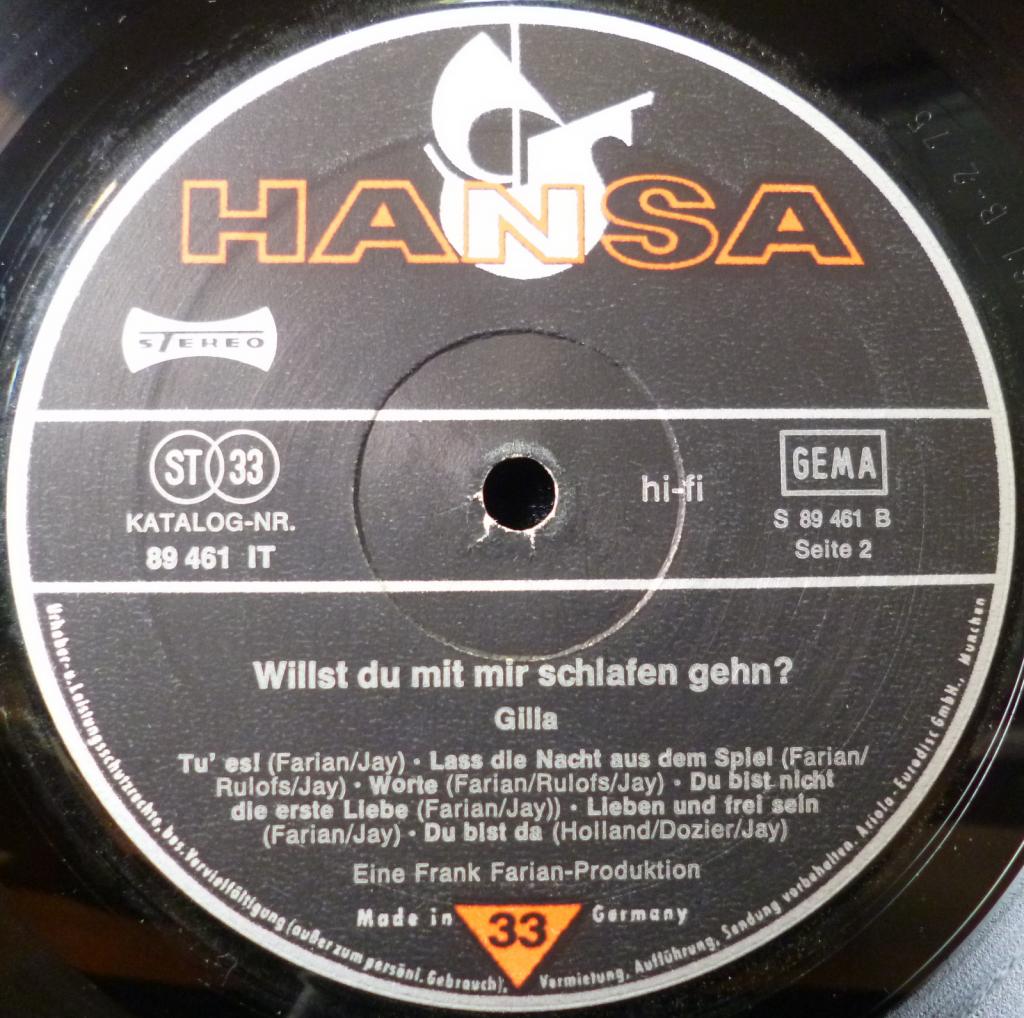 HANSA
STEREO
ST 33
KATALOG-NR.
89 461 IT
hi-fi
GEMA
S 89 461 B
Seite 2
Willst du mit mir schlafen gehn?
Gilla
Tu' es! (Farian/Jay) · Lass die Nacht aus dem Spiel (Farian/
Rulofs/Jay) · Worte (Farian/Rulofs/Jay) · Du bist nicht
die erste Liebe (Farian/Jay)) · Lieben und frei sein
(Farian/Jay) · Du bist da (Holland/Dozier/Jay)
Eine Frank Farian-Produktion
Made in 33 Germany
Urheber-u.Leistungsschutzrechte, bes. Vervielfältigung (außer zum persönl. Gebrauch), Vermietung, Aufführung, Sendung vorbehalten. Ariola-Eurodisc GmbH., München